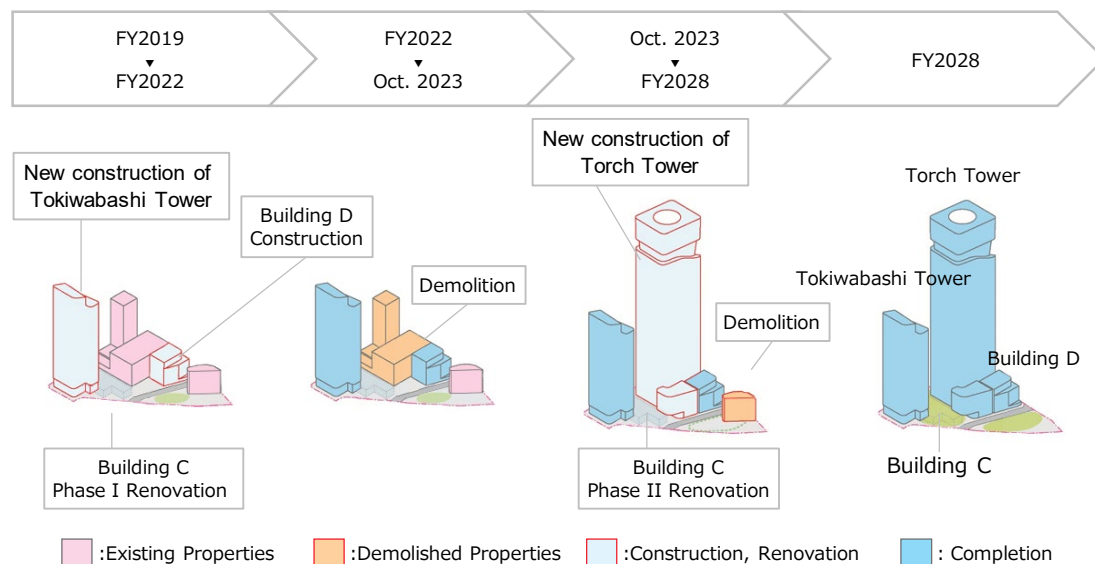 FY2019
▼
FY2022
FY2022
▼
Oct. 2023
Oct. 2023
▼
FY2028
FY2028
New construction of
Tokiwabashi Tower
Building D
Construction
Demolition
New construction of
Torch Tower
Demolition
Torch Tower
Tokiwabashi Tower
Building D
Building C
Phase I Renovation
Building C
Phase II Renovation
Building C
:Existing Properties
:Demolished Properties
:Construction, Renovation
: Completion